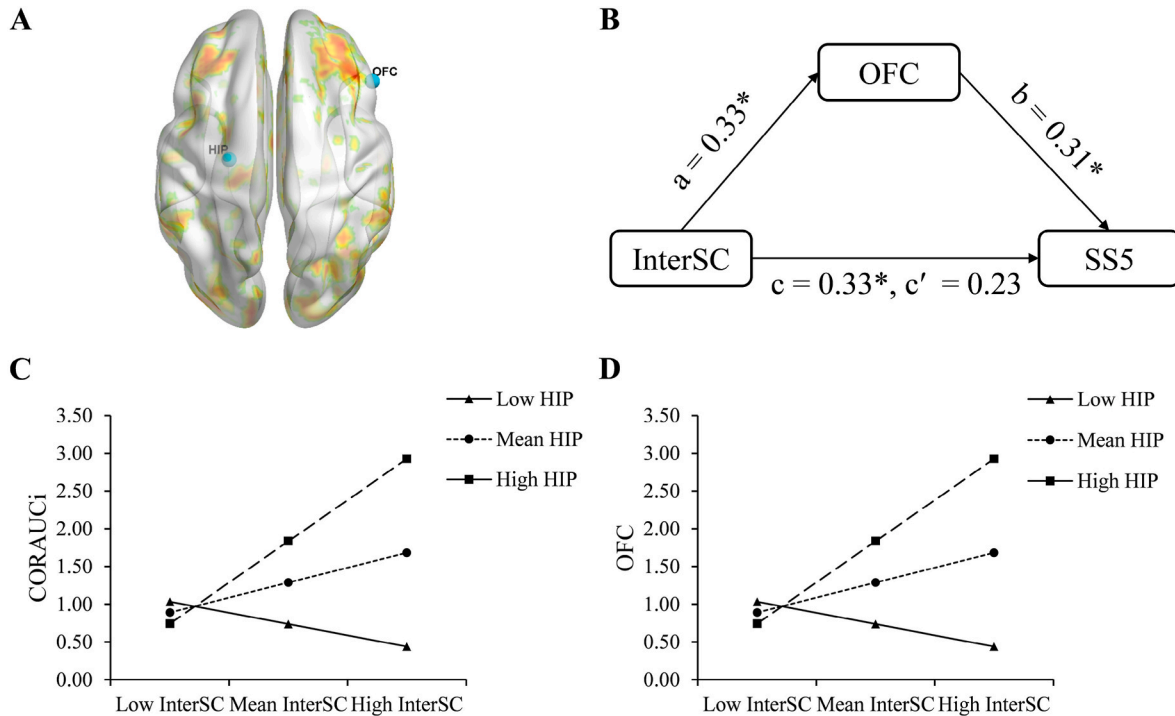 A
OFC
HIP
B
OFC
a = 0.33*
b = 0.31*
InterSC
SS5
c = 0.33*, c′ = 0.23
C
Low HIP
Mean HIP
High HIP
3.50
3.00
2.50
2.00
1.50
1.00
0.50
0.00
CORAUCi
Low InterSC Mean InterSC High InterSC
D
Low HIP
Mean HIP
High HIP
3.50
3.00
2.50
2.00
1.50
1.00
0.50
0.00
OFC
Low InterSC Mean InterSC High InterSC